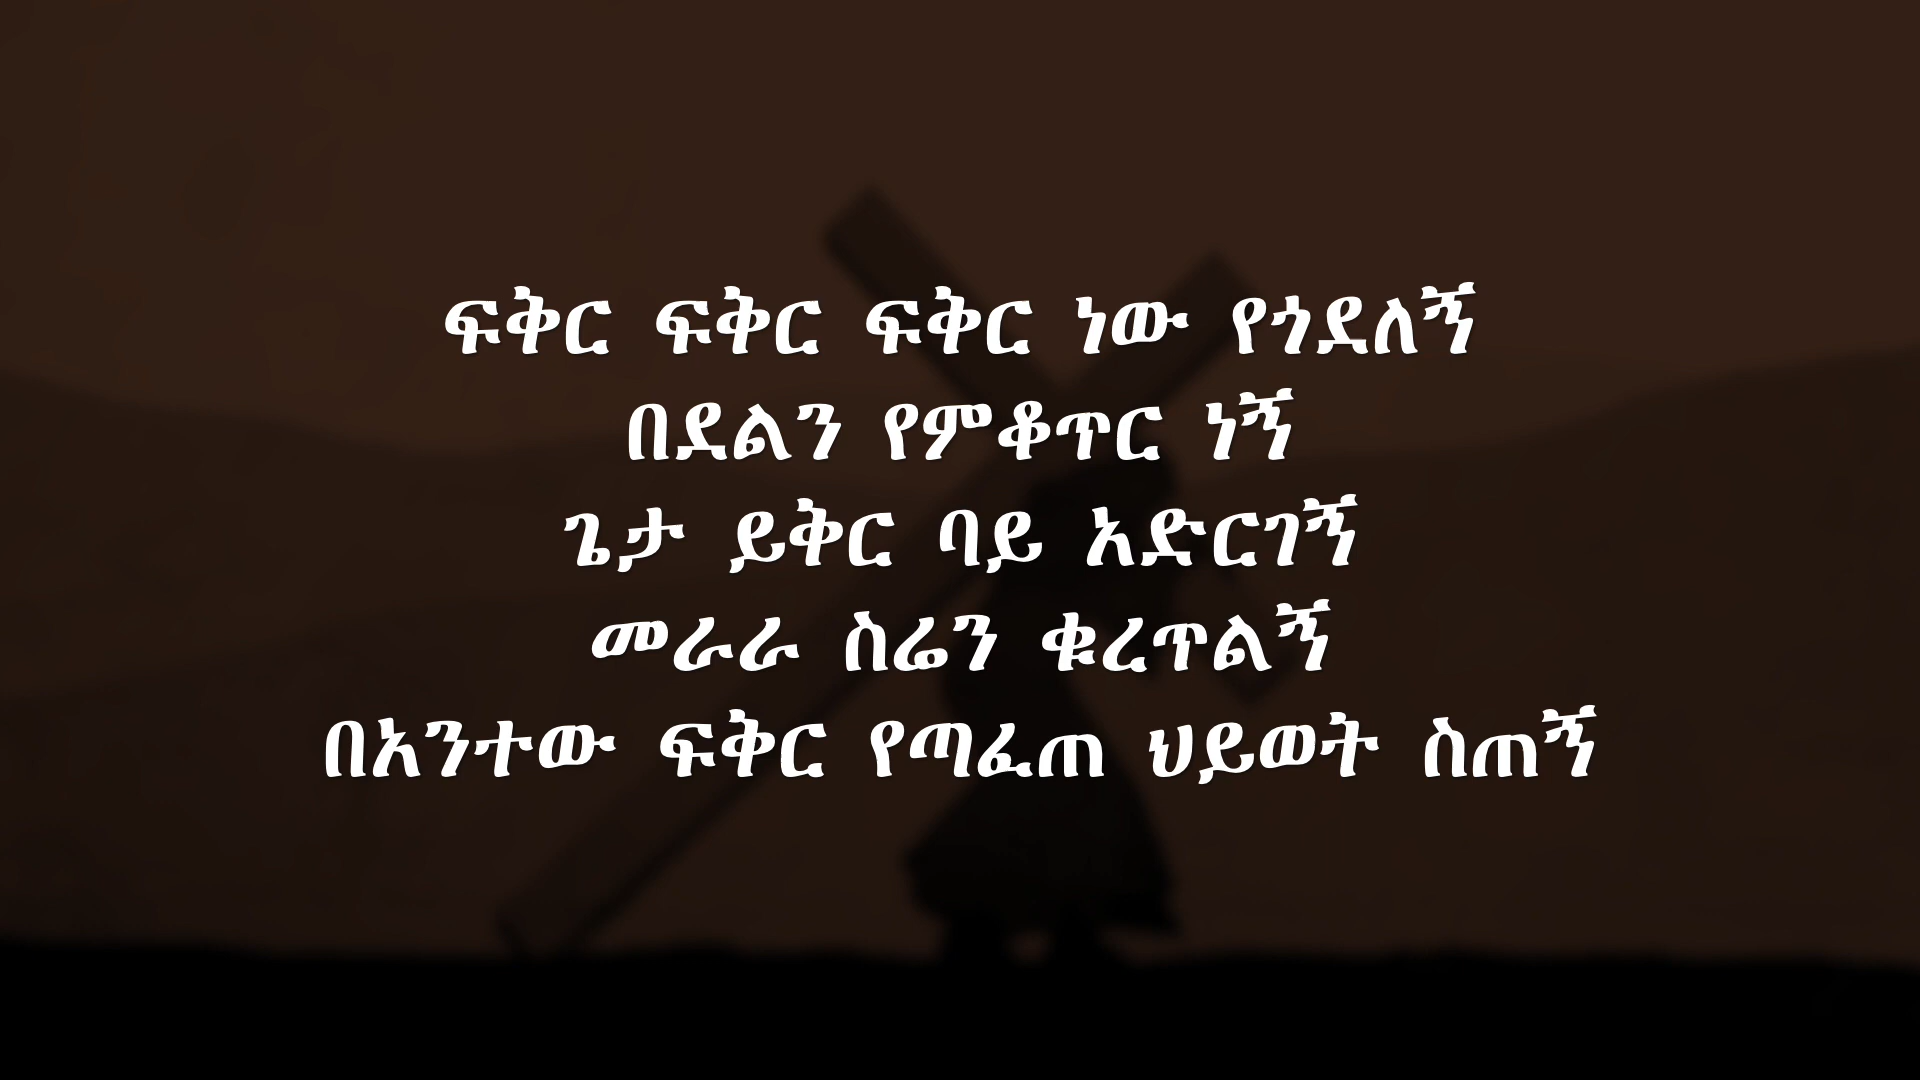 ፍቅር ፍቅር ፍቅር ነው የጎደለኝ
በደልን የምቆጥር ነኝ
ጌታ ይቅር ባይ አድርገኝ
መራራ ስሬን ቁረጥልኝ
በአንተው ፍቅር የጣፈጠ ህይወት ስጠኝ